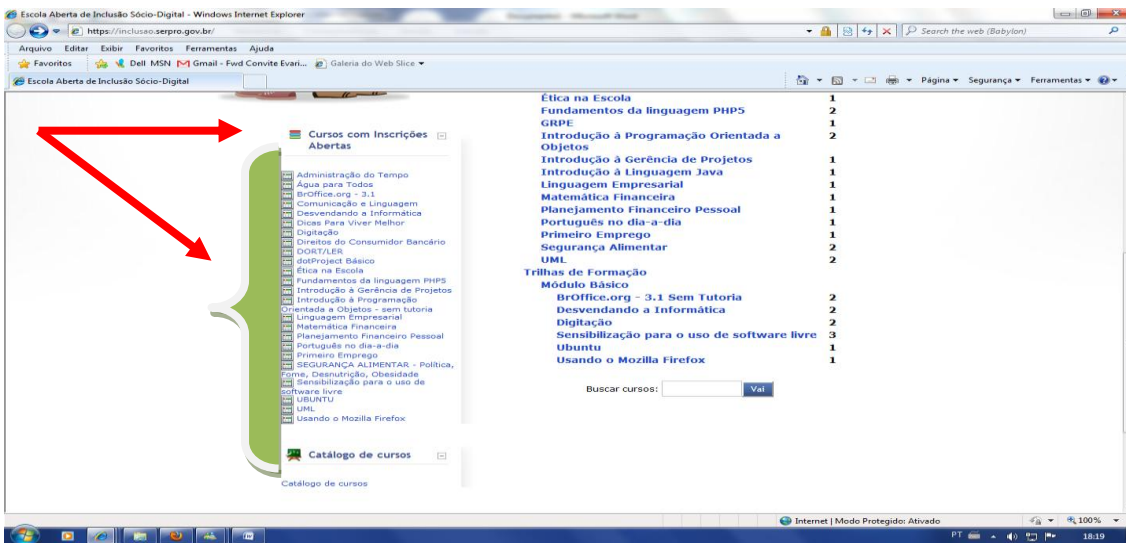 Escola Aberta de Inclusão Sócio-Digital - Windows Internet Explorer
https://inclusao.serpro.gov.br/
Search the web (Babylon)
Arquivo Editar Exibir Favoritos Ferramentas Ajuda
Favoritos Dell MSN Gmail - Fwd Convite Evari... Galeria do Web Slice
Escola Aberta de Inclusão Sócio-Digital
Página Segurança Ferramentas
Cursos com Inscrições
Abertas
Administração do Tempo
Água para Todos
BrOffice.org - 3.1
Comunicação e Linguagem
Desvendando a Informática
Dicas Para Viver Melhor
Digitação
Direitos do Consumidor Bancário
DORT/LER
dotProject Básico
Ética na Escola
Fundamentos da linguagem PHP5
Introdução à Gerência de Projetos
Introdução à Programação
Orientada a Objetos - sem tutoria
Linguagem Empresarial
Matemática Financeira
Planejamento Financeiro Pessoal
Português no dia-a-dia
Primeiro Emprego
SEGURANÇA ALIMENTAR - Política,
Fome, Desnutrição, Obesidade
Sensibilização para o uso de
software livre
UBUNTU
UML
Usando o Mozilla Firefox
Catálogo de cursos
Catálogo de cursos
Ética na Escola 1
Fundamentos da linguagem PHP5 2
GRPE 1
Introdução à Programação Orientada a 2
Objetos
Introdução à Gerência de Projetos 1
Introdução à Linguagem Java 1
Linguagem Empresarial 1
Matemática Financeira 1
Planejamento Financeiro Pessoal 1
Português no dia-a-dia 1
Primeiro Emprego 1
Segurança Alimentar 2
UML 2
Trilhas de Formação
Módulo Básico
BrOffice.org - 3.1 Sem Tutoria 2
Desvendando a Informática 2
Digitação 2
Sensibilização para o uso de software livre 3
Ubuntu 1
Usando o Mozilla Firefox 1
Buscar cursos: Vai
Internet | Modo Protegido: Ativado 100%
PT 18:19